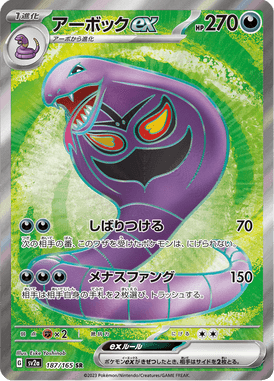 1進化
アーボックex
HP270
アーボから進化
しばりつける 70
次の相手の番、このワザを受けたポケモンは、にげられない。
メナスファング 150
相手は相手自身の手札を2枚選び、トラッシュする。
×2
exルール
ポケモンexがきぜつしたとき、相手はサイドを2枚とる。
Illus.
sv2a 187/165 SR
©2023 Pokémon/Nintendo/Creatures/GAME FREAK.